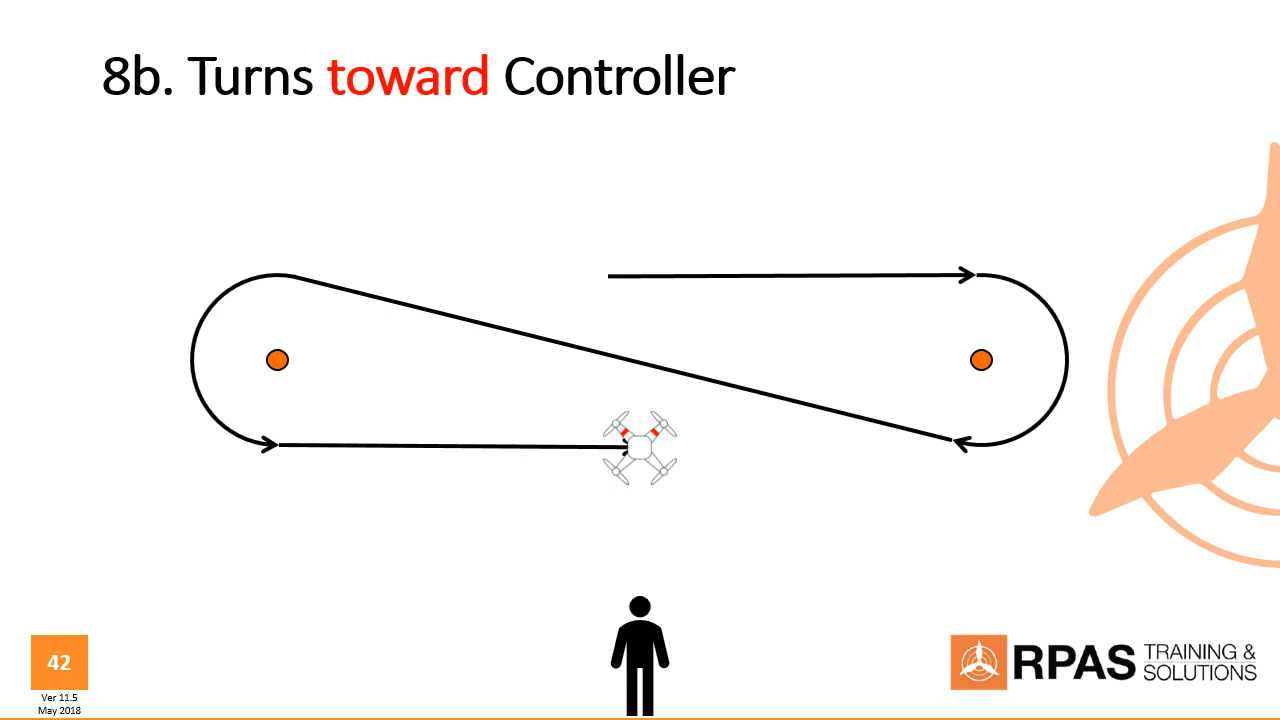 8b. Turns toward Controller
42
Ver 11.5
May 2018
RPAS TRAINING &
SOLUTIONS